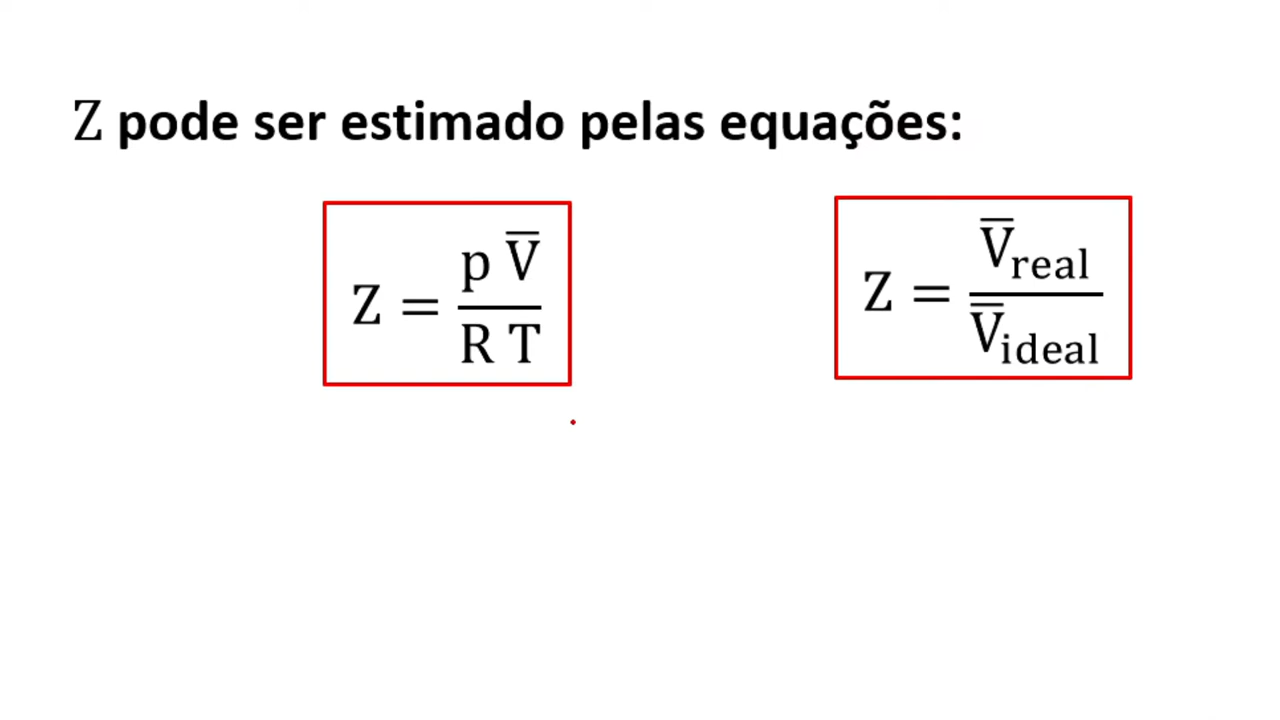 Z pode ser estimado pelas equações:
Z = p V̅ / R T
Z = V̅real / V̅ideal